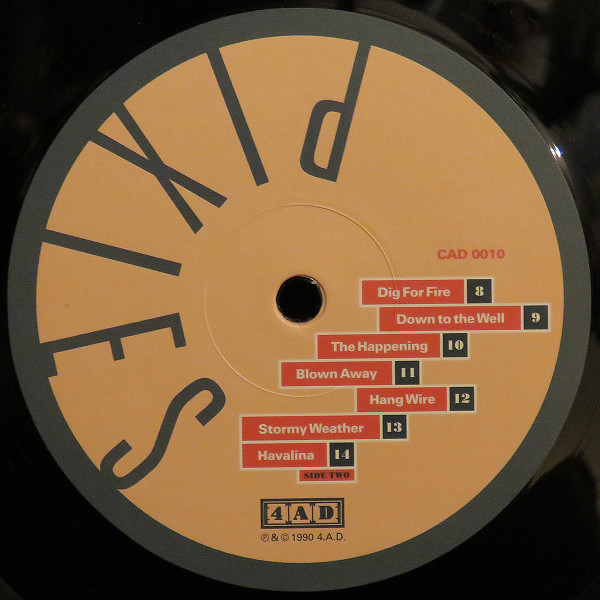 PIXIES
CAD 0010
Dig For Fire 8
Down to the Well 9
The Happening 10
Blown Away 11
Hang Wire 12
Stormy Weather 13
Havalina 14
SIDE TWO
4AD
℗ & © 1990 4.A.D.